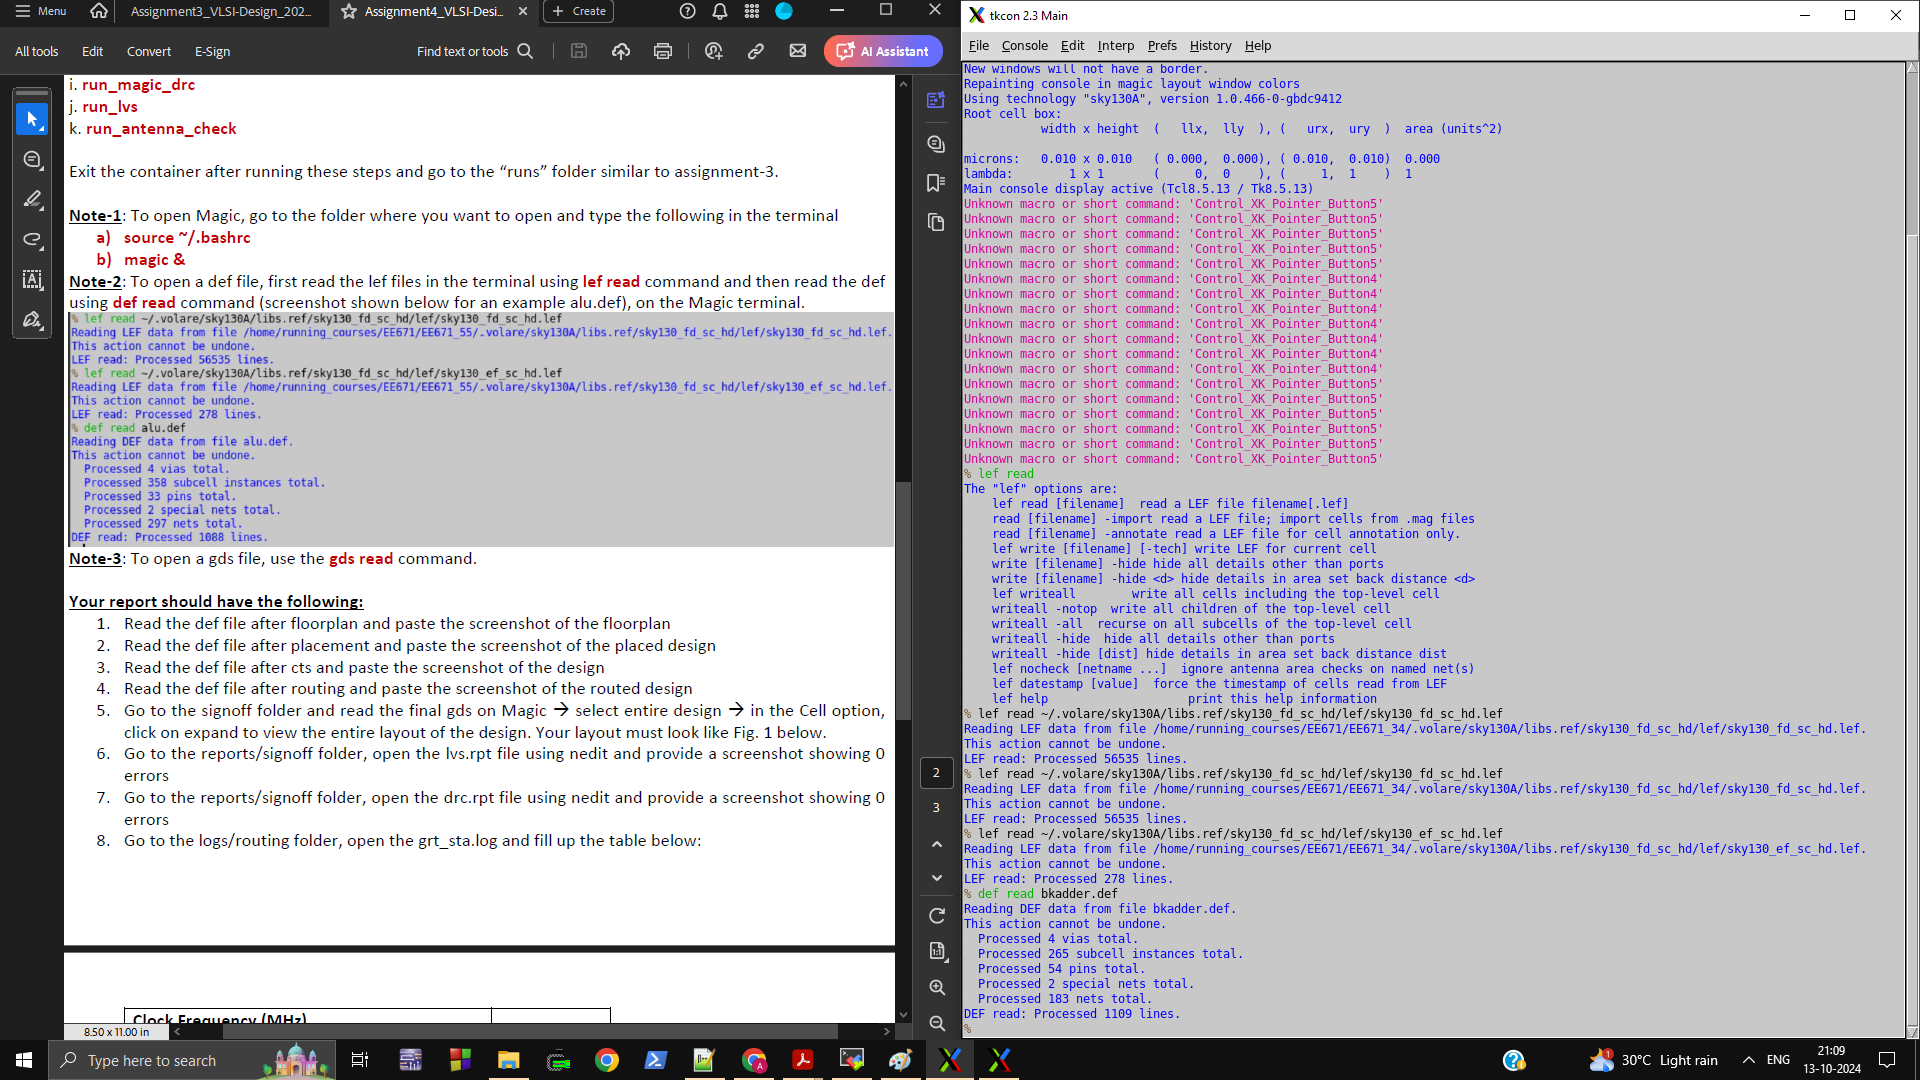 Menu
Assignment3_VLSI-Design_202...
Assignment4_VLSI-Desi...
Create
All tools
Edit
Convert
E-Sign
Find text or tools
AI Assistant
i. run_magic_drc
j. run_lvs
k. run_antenna_check
Exit the container after running these steps and go to the “runs” folder similar to assignment-3.
Note-1: To open Magic, go to the folder where you want to open and type the following in the terminal
a) source ~/.bashrc
b) magic &
Note-2: To open a def file, first read the lef files in the terminal using lef read command and then read the def
using def read command (screenshot shown below for an example alu.def), on the Magic terminal.
% lef read ~/.volare/sky130A/libs.ref/sky130_fd_sc_hd/lef/sky130_fd_sc_hd.lef
Reading LEF data from file /home/running_courses/EE671/EE671_55/.volare/sky130A/libs.ref/sky130_fd_sc_hd/lef/sky130_fd_sc_hd.lef.
This action cannot be undone.
LEF read: Processed 56535 lines.
% lef read ~/.volare/sky130A/libs.ref/sky130_fd_sc_hd/lef/sky130_ef_sc_hd.lef
Reading LEF data from file /home/running_courses/EE671/EE671_55/.volare/sky130A/libs.ref/sky130_fd_sc_hd/lef/sky130_ef_sc_hd.lef.
This action cannot be undone.
LEF read: Processed 278 lines.
% def read alu.def
Reading DEF data from file alu.def.
This action cannot be undone.
Processed 4 vias total.
Processed 358 subcell instances total.
Processed 33 pins total.
Processed 2 special nets total.
Processed 297 nets total.
DEF read: Processed 1088 lines.
Note-3: To open a gds file, use the gds read command.
Your report should have the following:
1. Read the def file after floorplan and paste the screenshot of the floorplan
2. Read the def file after placement and paste the screenshot of the placed design
3. Read the def file after cts and paste the screenshot of the design
4. Read the def file after routing and paste the screenshot of the routed design
5. Go to the signoff folder and read the final gds on Magic → select entire design → in the Cell option,
click on expand to view the entire layout of the design. Your layout must look like Fig. 1 below.
6. Go to the reports/signoff folder, open the lvs.rpt file using nedit and provide a screenshot showing 0
errors
7. Go to the reports/signoff folder, open the drc.rpt file using nedit and provide a screenshot showing 0
errors
8. Go to the logs/routing folder, open the grt_sta.log and fill up the table below:
Clock Frequency (MHz)
8.50 x 11.00 in
2
3
1:1
tkcon 2.3 Main
File Console Edit Interp Prefs History Help
New windows will not have a border.
Repainting console in magic layout window colors
Using technology "sky130A", version 1.0.466-0-gbdc9412
Root cell box:
width x height ( llx, lly ), ( urx, ury ) area (units^2)
microns: 0.010 x 0.010 ( 0.000, 0.000), ( 0.010, 0.010) 0.000
lambda: 1 x 1 ( 0, 0 ), ( 1, 1 ) 1
Main console display active (Tcl8.5.13 / Tk8.5.13)
Unknown macro or short command: 'Control_XK_Pointer_Button5'
Unknown macro or short command: 'Control_XK_Pointer_Button5'
Unknown macro or short command: 'Control_XK_Pointer_Button5'
Unknown macro or short command: 'Control_XK_Pointer_Button5'
Unknown macro or short command: 'Control_XK_Pointer_Button5'
Unknown macro or short command: 'Control_XK_Pointer_Button4'
Unknown macro or short command: 'Control_XK_Pointer_Button4'
Unknown macro or short command: 'Control_XK_Pointer_Button4'
Unknown macro or short command: 'Control_XK_Pointer_Button4'
Unknown macro or short command: 'Control_XK_Pointer_Button4'
Unknown macro or short command: 'Control_XK_Pointer_Button4'
Unknown macro or short command: 'Control_XK_Pointer_Button4'
Unknown macro or short command: 'Control_XK_Pointer_Button5'
Unknown macro or short command: 'Control_XK_Pointer_Button5'
Unknown macro or short command: 'Control_XK_Pointer_Button5'
Unknown macro or short command: 'Control_XK_Pointer_Button5'
Unknown macro or short command: 'Control_XK_Pointer_Button5'
Unknown macro or short command: 'Control_XK_Pointer_Button5'
% lef read
The "lef" options are:
lef read [filename] read a LEF file filename[.lef]
read [filename] -import read a LEF file; import cells from .mag files
read [filename] -annotate read a LEF file for cell annotation only.
lef write [filename] [-tech] write LEF for current cell
write [filename] -hide hide all details other than ports
write [filename] -hide <d> hide details in area set back distance <d>
lef writeall write all cells including the top-level cell
writeall -notop write all children of the top-level cell
writeall -all recurse on all subcells of the top-level cell
writeall -hide hide all details other than ports
writeall -hide [dist] hide details in area set back distance dist
lef nocheck [netname ...] ignore antenna area checks on named net(s)
lef datestamp [value] force the timestamp of cells read from LEF
lef help print this help information
% lef read ~/.volare/sky130A/libs.ref/sky130_fd_sc_hd/lef/sky130_fd_sc_hd.lef
Reading LEF data from file /home/running_courses/EE671/EE671_34/.volare/sky130A/libs.ref/sky130_fd_sc_hd/lef/sky130_fd_sc_hd.lef.
This action cannot be undone.
LEF read: Processed 56535 lines.
% lef read ~/.volare/sky130A/libs.ref/sky130_fd_sc_hd/lef/sky130_fd_sc_hd.lef
Reading LEF data from file /home/running_courses/EE671/EE671_34/.volare/sky130A/libs.ref/sky130_fd_sc_hd/lef/sky130_fd_sc_hd.lef.
This action cannot be undone.
LEF read: Processed 56535 lines.
% lef read ~/.volare/sky130A/libs.ref/sky130_fd_sc_hd/lef/sky130_ef_sc_hd.lef
Reading LEF data from file /home/running_courses/EE671/EE671_34/.volare/sky130A/libs.ref/sky130_fd_sc_hd/lef/sky130_ef_sc_hd.lef.
This action cannot be undone.
LEF read: Processed 278 lines.
% def read bkadder.def
Reading DEF data from file bkadder.def.
This action cannot be undone.
Processed 4 vias total.
Processed 265 subcell instances total.
Processed 54 pins total.
Processed 2 special nets total.
Processed 183 nets total.
DEF read: Processed 1109 lines.
%
Type here to search
1
30°C Light rain
ENG
21:09
13-10-2024